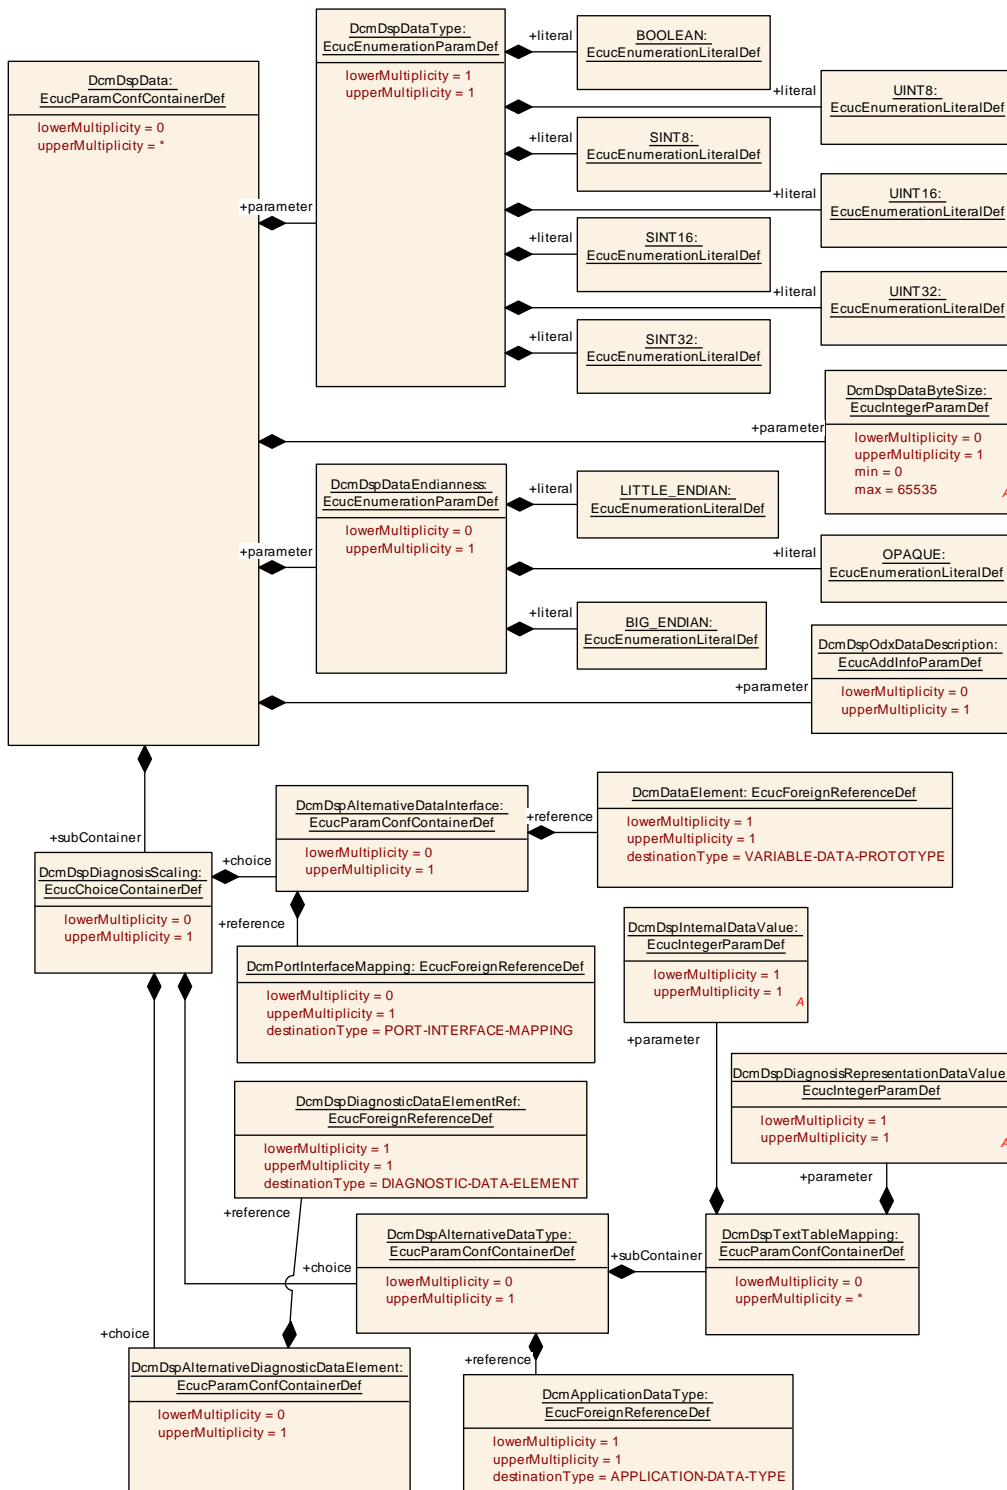 DcmDspData:
EcucParamConfContainerDef
lowerMultiplicity = 0
upperMultiplicity = *
DcmDspDataType:
EcucEnumerationParamDef
lowerMultiplicity = 1
upperMultiplicity = 1
+parameter
+literal
BOOLEAN:
EcucEnumerationLiteralDef
+literal
UINT8:
EcucEnumerationLiteralDef
+literal
SINT8:
EcucEnumerationLiteralDef
+literal
UINT16:
EcucEnumerationLiteralDef
+literal
SINT16:
EcucEnumerationLiteralDef
+literal
UINT32:
EcucEnumerationLiteralDef
+literal
SINT32:
EcucEnumerationLiteralDef
+parameter
DcmDspDataByteSize:
EcucIntegerParamDef
lowerMultiplicity = 0
upperMultiplicity = 1
min = 0
max = 65535
A
+parameter
DcmDspDataEndianness:
EcucEnumerationParamDef
lowerMultiplicity = 0
upperMultiplicity = 1
+literal
LITTLE_ENDIAN:
EcucEnumerationLiteralDef
+literal
OPAQUE:
EcucEnumerationLiteralDef
+literal
BIG_ENDIAN:
EcucEnumerationLiteralDef
+parameter
DcmDspOdxDataDescription:
EcucAddInfoParamDef
lowerMultiplicity = 0
upperMultiplicity = 1
+subContainer
DcmDspDiagnosisScaling:
EcucChoiceContainerDef
lowerMultiplicity = 0
upperMultiplicity = 1
+choice
DcmDspAlternativeDataInterface:
EcucParamConfContainerDef
lowerMultiplicity = 0
upperMultiplicity = 1
+reference
DcmDataElement: EcucForeignReferenceDef
lowerMultiplicity = 1
upperMultiplicity = 1
destinationType = VARIABLE-DATA-PROTOTYPE
+reference
DcmPortInterfaceMapping: EcucForeignReferenceDef
lowerMultiplicity = 0
upperMultiplicity = 1
destinationType = PORT-INTERFACE-MAPPING
DcmDspInternalDataValue:
EcucIntegerParamDef
lowerMultiplicity = 1
upperMultiplicity = 1
A
+parameter
DcmDspDiagnosisRepresentationDataValue
EcucIntegerParamDef
lowerMultiplicity = 1
upperMultiplicity = 1
A
+parameter
DcmDspDiagnosticDataElementRef:
EcucForeignReferenceDef
lowerMultiplicity = 1
upperMultiplicity = 1
destinationType = DIAGNOSTIC-DATA-ELEMENT
+reference
+choice
DcmDspAlternativeDataType:
EcucParamConfContainerDef
lowerMultiplicity = 0
upperMultiplicity = 1
+subContainer
DcmDspTextTableMapping:
EcucParamConfContainerDef
lowerMultiplicity = 0
upperMultiplicity = *
+choice
DcmDspAlternativeDiagnosticDataElement:
EcucParamConfContainerDef
lowerMultiplicity = 0
upperMultiplicity = 1
+reference
DcmApplicationDataType:
EcucForeignReferenceDef
lowerMultiplicity = 1
upperMultiplicity = 1
destinationType = APPLICATION-DATA-TYPE